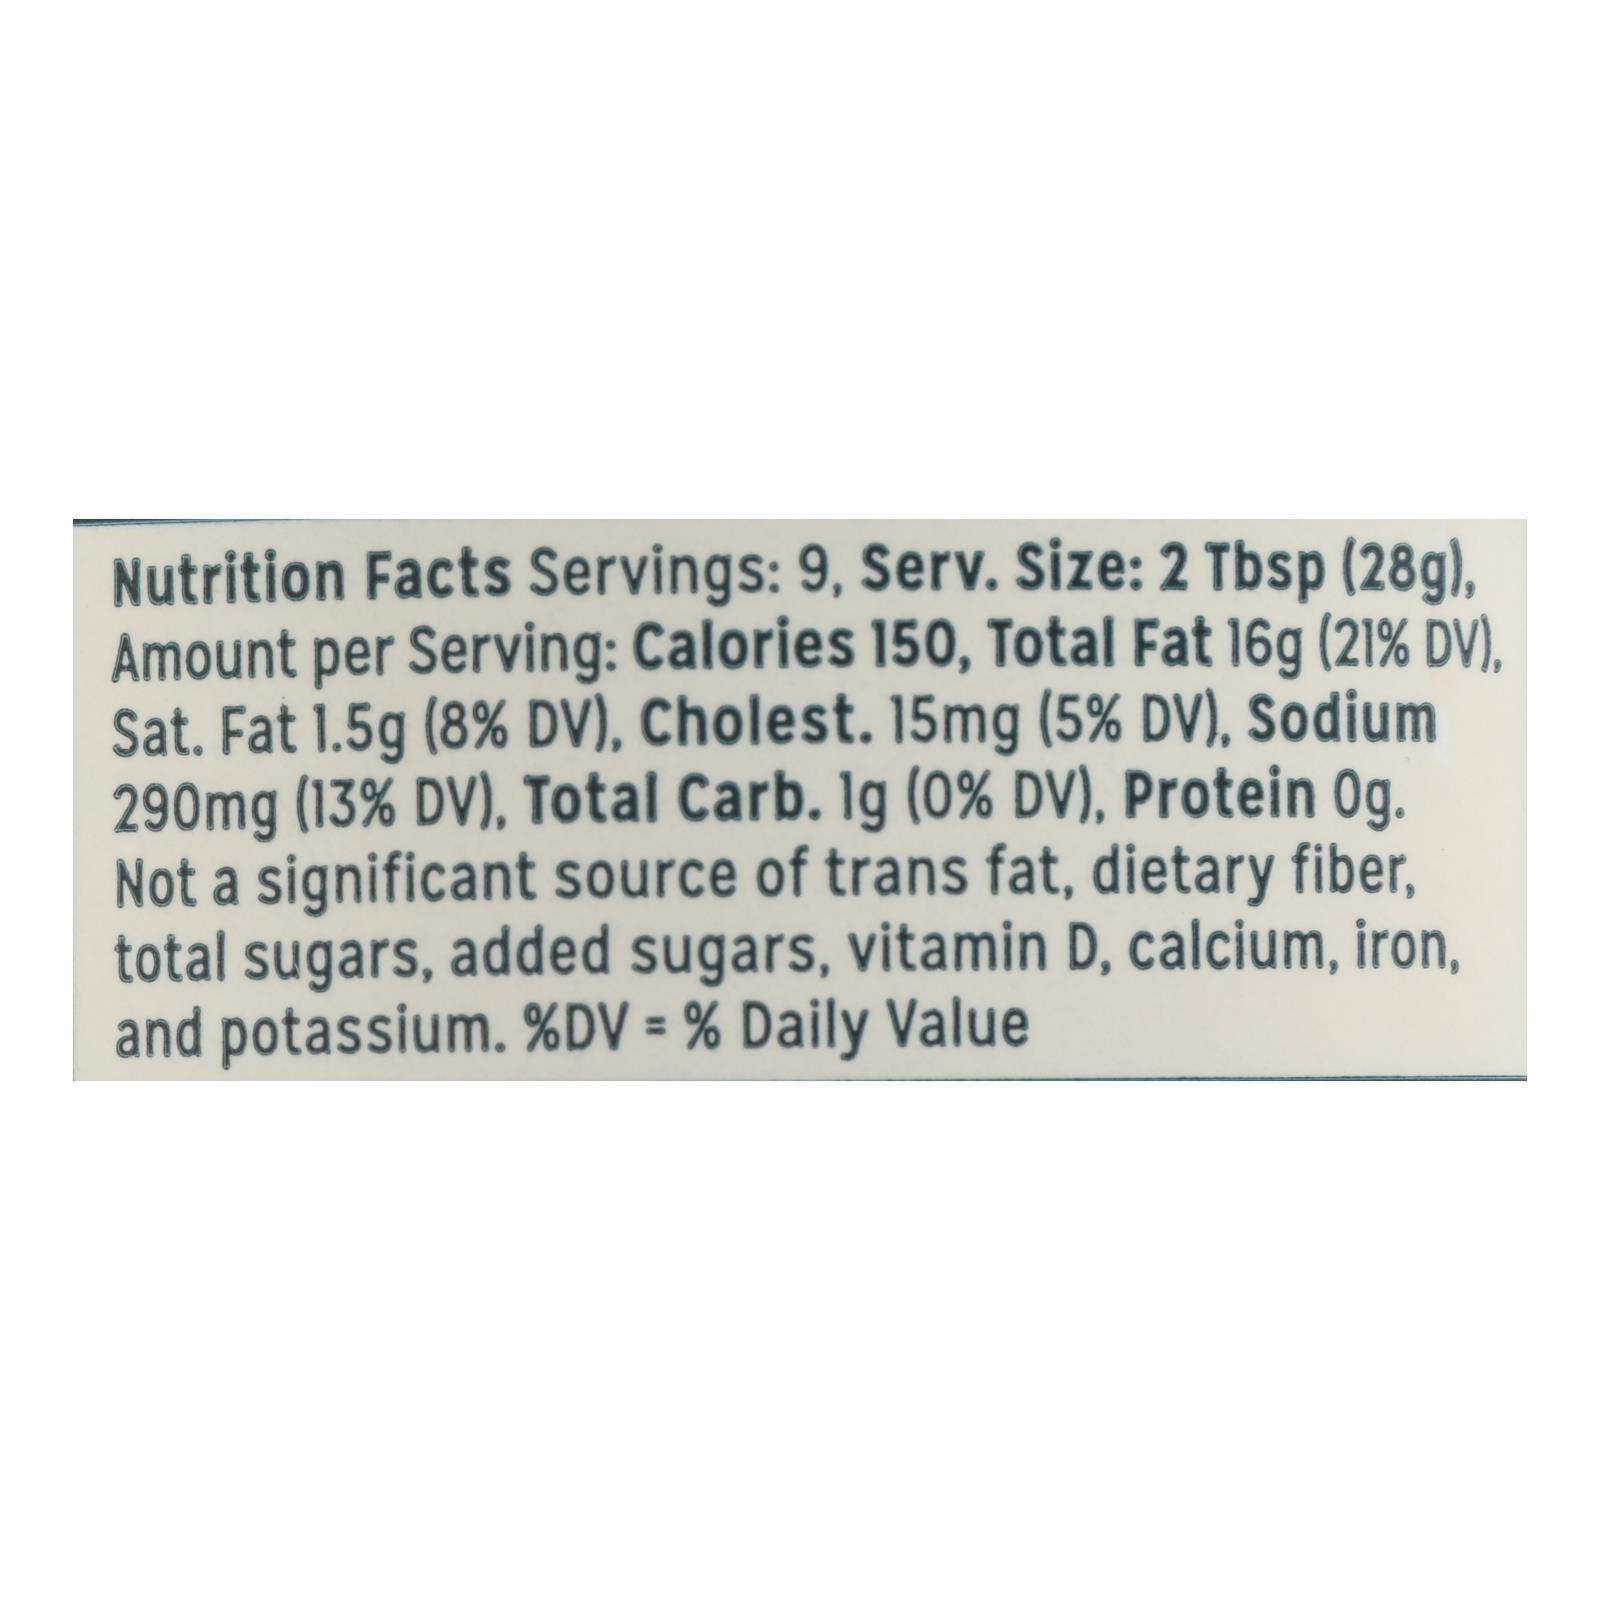 Nutrition Facts Servings: 9, Serv. Size: 2 Tbsp (28g),
Amount per Serving: Calories 150, Total Fat 16g (21% DV),
Sat. Fat 1.5g (8% DV), Cholest. 15mg (5% DV), Sodium
290mg (13% DV), Total Carb. 1g (0% DV), Protein 0g.
Not a significant source of trans fat, dietary fiber,
total sugars, added sugars, vitamin D, calcium, iron,
and potassium. %DV = % Daily Value